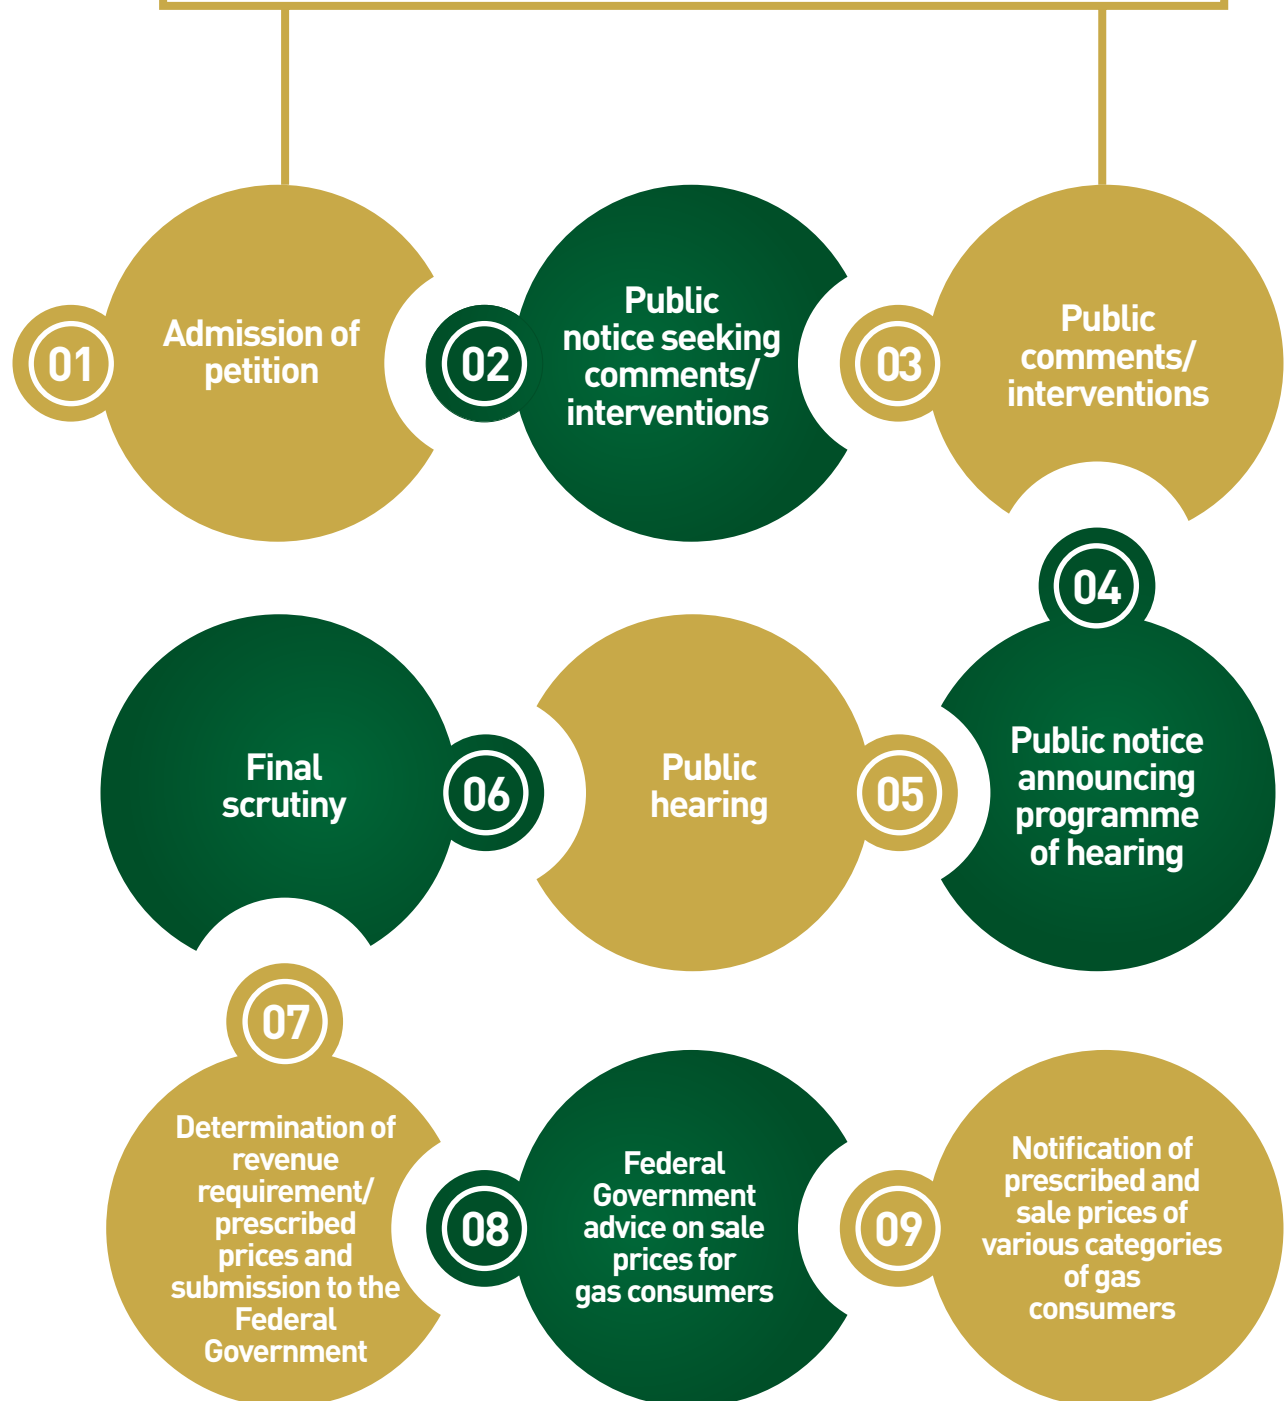 01
Admission of
petition
02
Public
notice seeking
comments/
interventions
03
Public
comments/
interventions
04
Public notice
announcing
programme
of hearing
05
Public
hearing
06
Final
scrutiny
07
Determination of
revenue
requirement/
prescribed
prices and
submission to the
Federal
Government
08
Federal
Government
advice on sale
prices for
gas consumers
09
Notification of
prescribed and
sale prices of
various categories
of gas
consumers